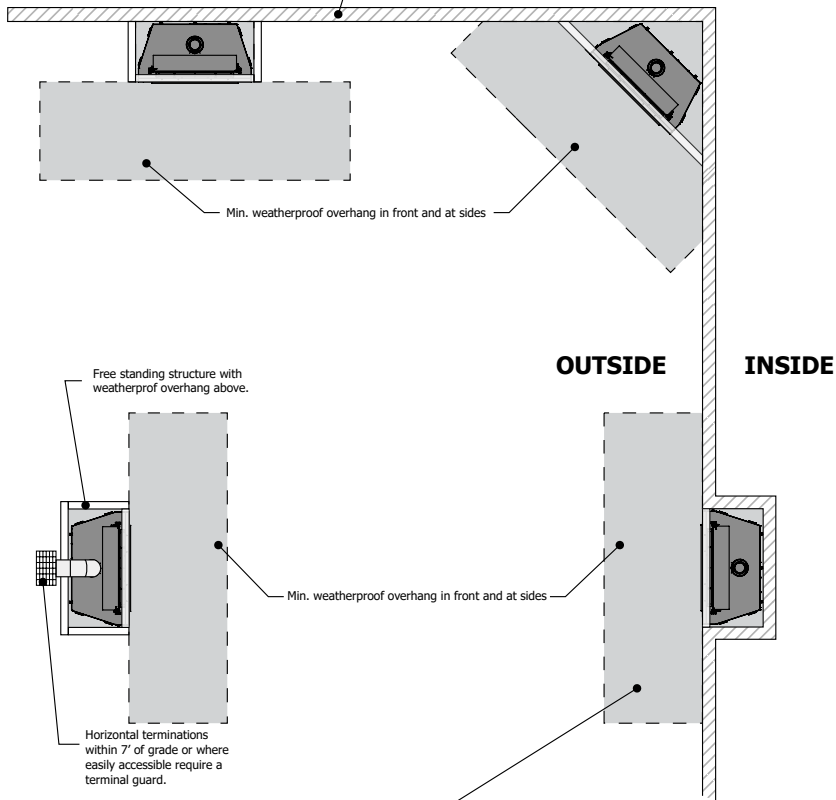 Min. weatherproof overhang in front and at sides
OUTSIDE
INSIDE
Free standing structure with
weatherprof overhang above.
Min. weatherproof overhang in front and at sides
Horizontal terminations
within 7' of grade or where
easily accessible require a
terminal guard.